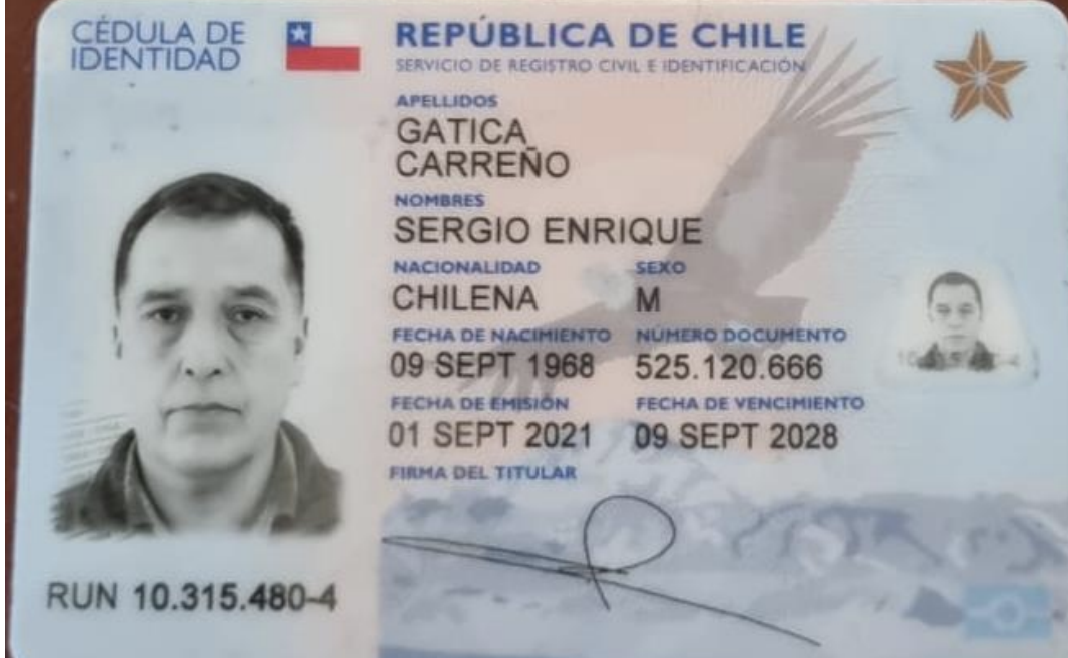 CÉDULA DE
IDENTIDAD
REPÚBLICA DE CHILE
SERVICIO DE REGISTRO CIVIL E IDENTIFICACIÓN
APELLIDOS
GATICA
CARREÑO
NOMBRES
SERGIO ENRIQUE
NACIONALIDAD SEXO
CHILENA M
FECHA DE NACIMIENTO NÚMERO DOCUMENTO
09 SEPT 1968 525.120.666
FECHA DE EMISIÓN FECHA DE VENCIMIENTO
01 SEPT 2021 09 SEPT 2028
FIRMA DEL TITULAR
RUN 10.315.480-4